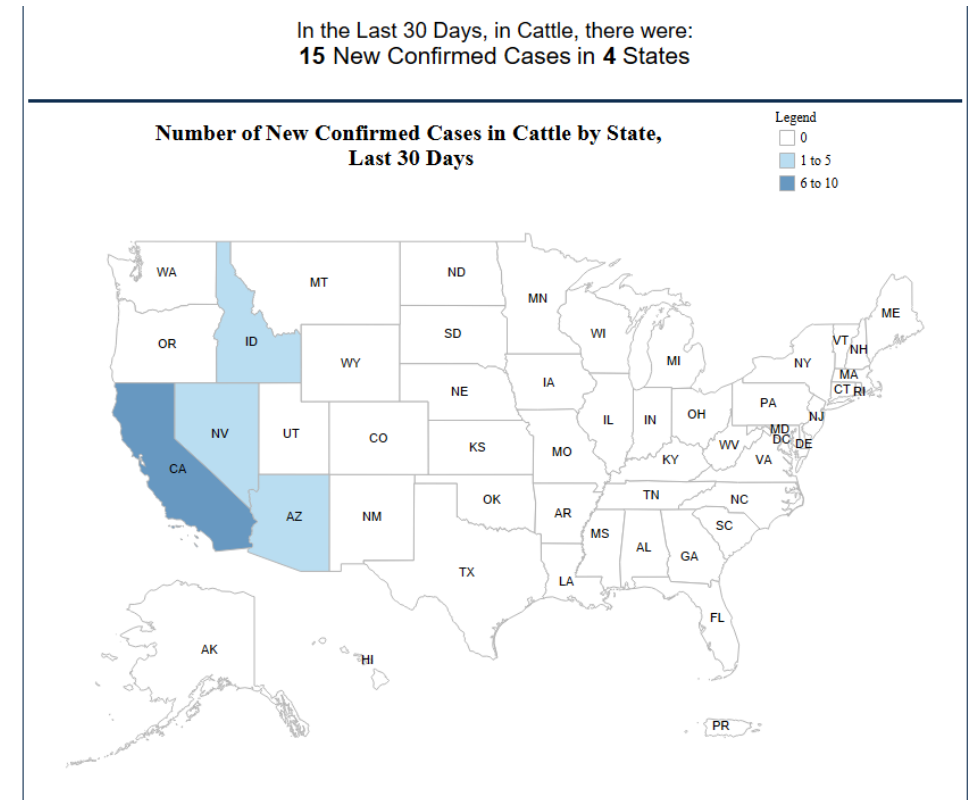 In the Last 30 Days, in Cattle, there were:
15 New Confirmed Cases in 4 States
Number of New Confirmed Cases in Cattle by State,
Last 30 Days
Legend
0
1 to 5
6 to 10
WA
MT
ND
MN
ME
OR
ID
WY
SD
WI
MI
NY
VT
NH
MA
CT
RI
NE
IA
PA
NJ
NV
UT
CO
KS
MO
IL
IN
OH
WV
MD
DC
DE
VA
KY
CA
AZ
NM
OK
AR
TN
NC
SC
TX
LA
MS
AL
GA
FL
AK
HI
PR